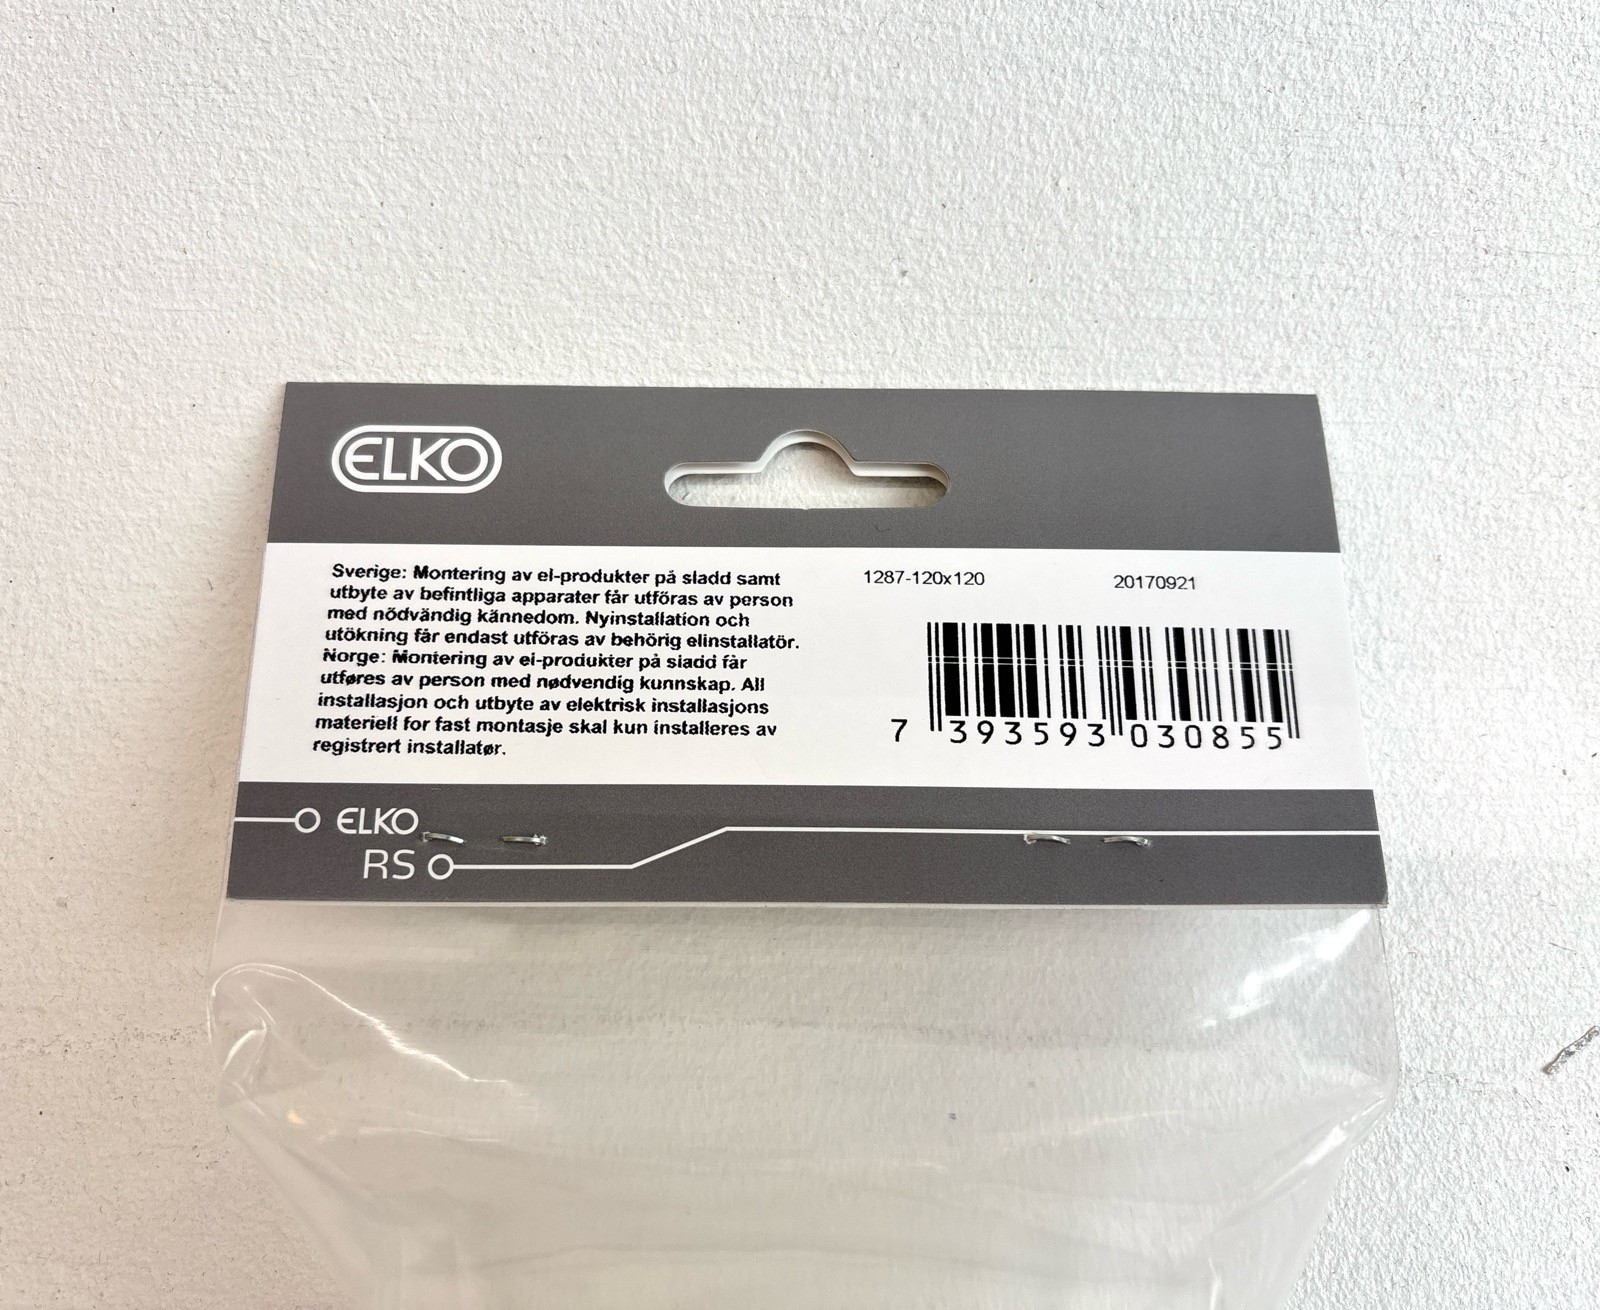 ELKO
Sverige: Montering av el-produkter på sladd samt
utbyte av befintliga apparater får utföras av person
med nödvändig kännedom. Nyinstallation och
utökning får endast utföras av behörig elinstallatör.
Norge: Montering av el-produkter på sladd får
utføres av person med nødvendig kunnskap. All
installasjon och utbyte av elektrisk installasjons
materiell for fast montasje skal kun installeres av
registrert installatør.
1287-120x120 20170921
7 393593 030855
ELKO
RS